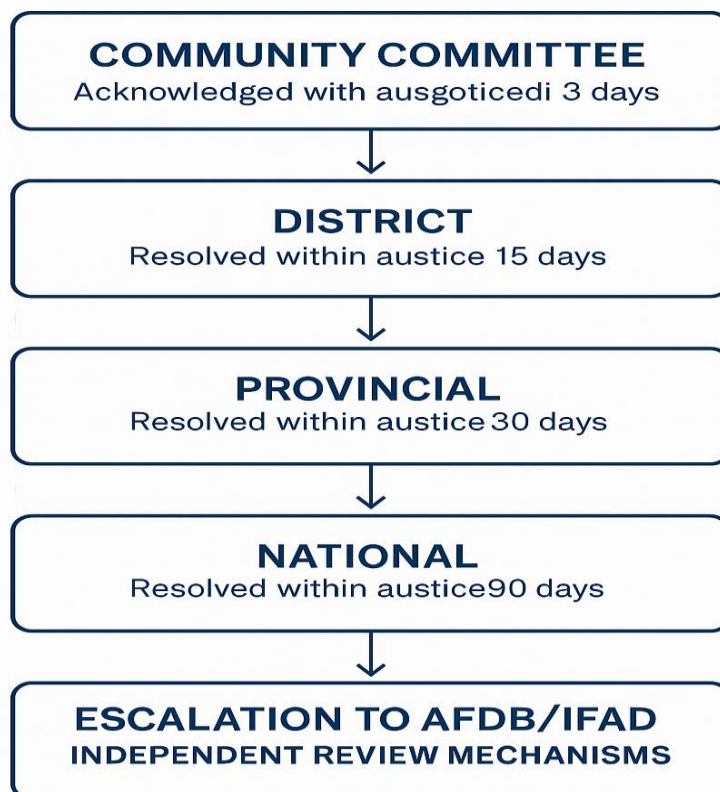 COMMUNITY COMMITTEE
Acknowledged with ausgoticedi 3 days
DISTRICT
Resolved within austice 15 days
PROVINCIAL
Resolved within austice 30 days
NATIONAL
Resolved within austice90 days
ESCALATION TO AFDB/IFAD
INDEPENDENT REVIEW MECHANISMS